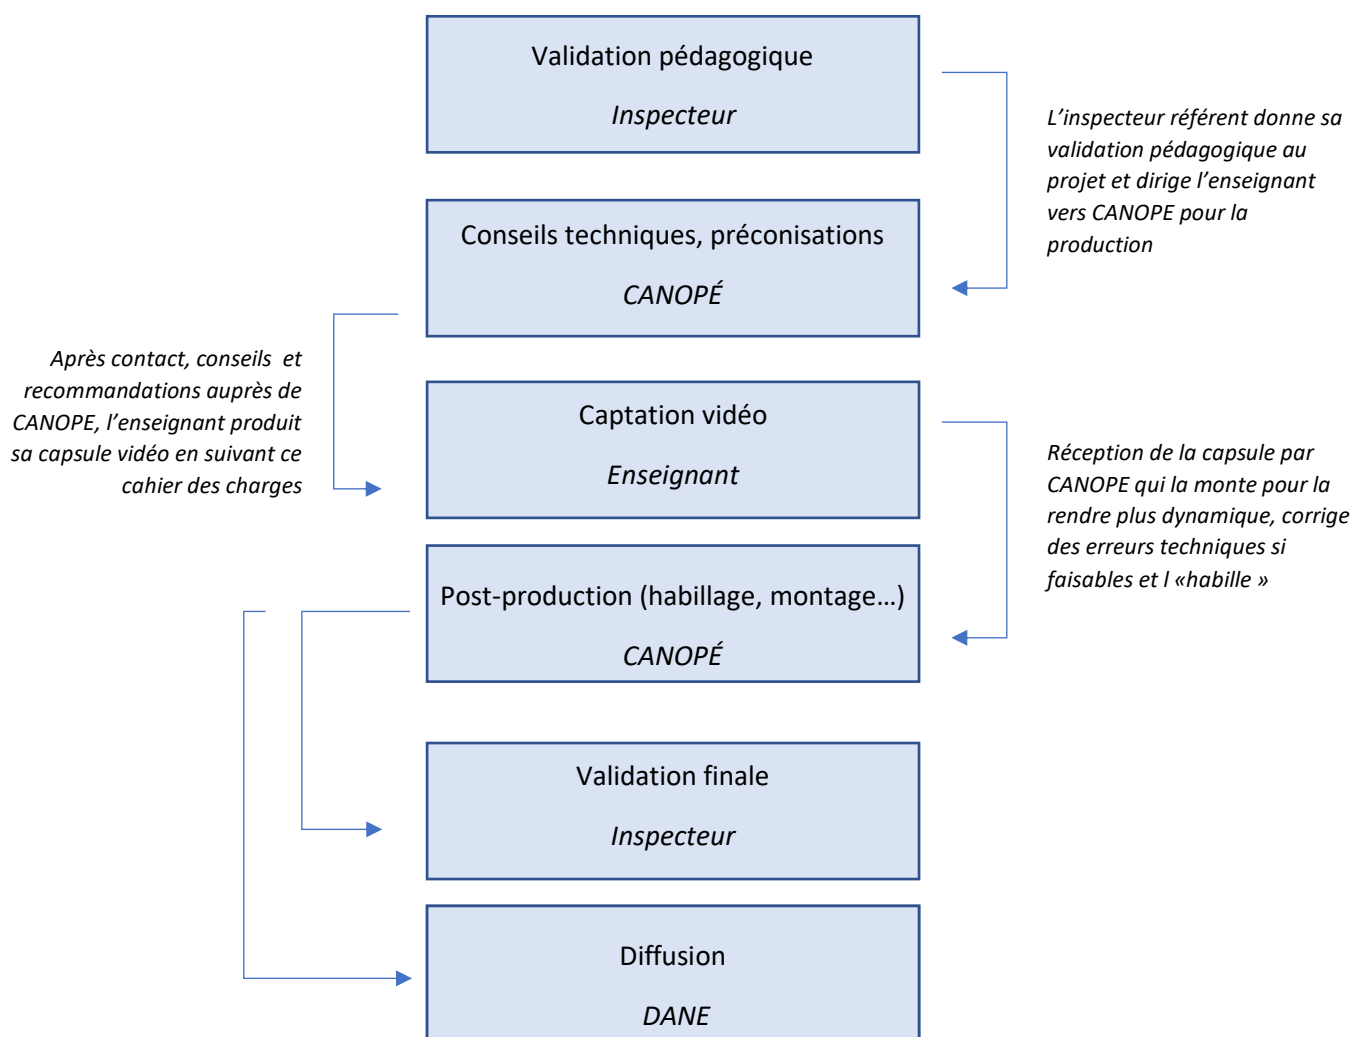 Validation pédagogique
Inspecteur
L’inspecteur référent donne sa
validation pédagogique au
projet et dirige l’enseignant
vers CANOPE pour la
production
Conseils techniques, préconisations
CANOPÉ
Après contact, conseils  et
recommandations auprès de
CANOPE, l’enseignant produit
sa capsule vidéo en suivant ce
cahier des charges
Captation vidéo
Enseignant
Réception de la capsule par
CANOPE qui la monte pour la
rendre plus dynamique, corrige
des erreurs techniques si
faisables et l «habille »
Post-production (habillage, montage…)
CANOPÉ
Validation finale
Inspecteur
Diffusion
DANE